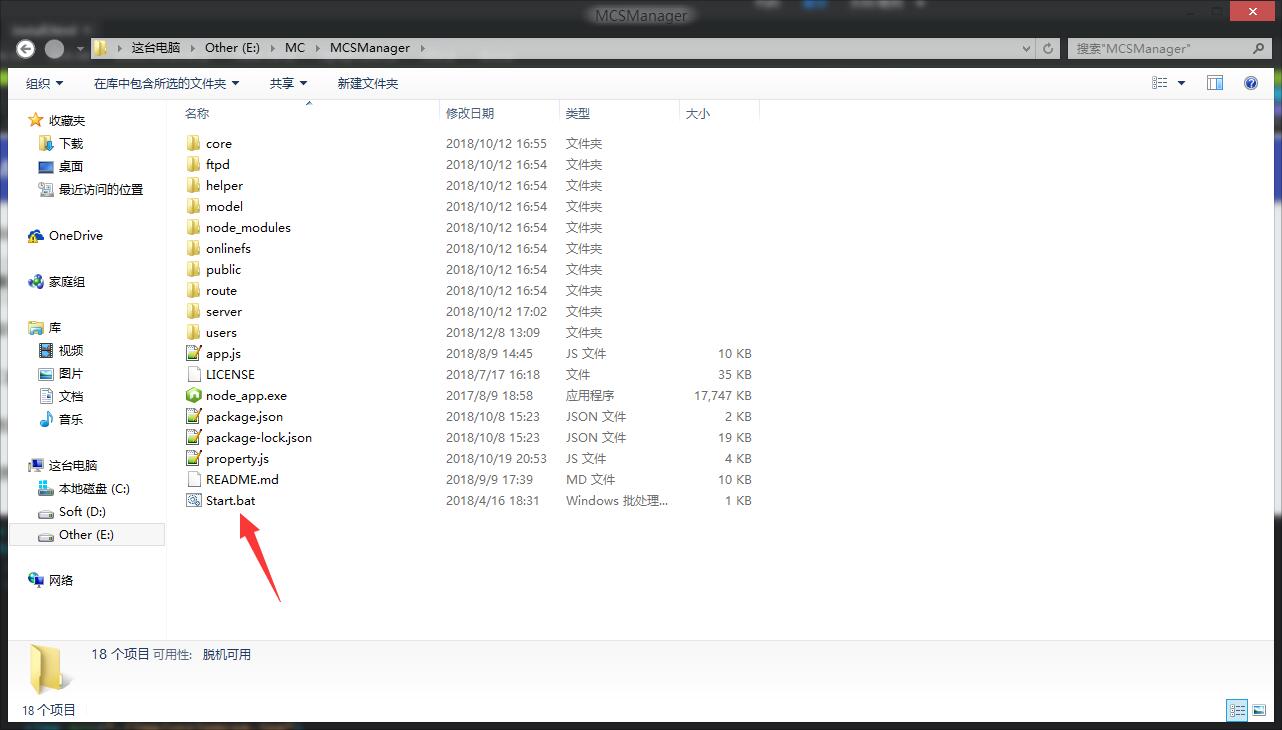 MCSManager
这台电脑 Other (E:) MC MCSManager 搜索"MCSManager"
组织 在库中包含所选的文件夹 共享 新建文件夹
名称 修改日期 类型 大小
收藏夹
下载
桌面
最近访问的位置
OneDrive
家庭组
库
视频
图片
文档
音乐
这台电脑
本地磁盘 (C:)
Soft (D:)
Other (E:)
网络
core 2018/10/12 16:55 文件夹
ftpd 2018/10/12 16:54 文件夹
helper 2018/10/12 16:54 文件夹
model 2018/10/12 16:54 文件夹
node_modules 2018/10/12 16:54 文件夹
onlinefs 2018/10/12 16:54 文件夹
public 2018/10/12 16:54 文件夹
route 2018/10/12 16:54 文件夹
server 2018/10/12 17:02 文件夹
users 2018/12/8 13:09 文件夹
app.js 2018/8/9 14:45 JS 文件 10 KB
LICENSE 2018/7/17 16:18 文件 35 KB
node_app.exe 2017/8/9 18:58 应用程序 17,747 KB
package.json 2018/10/8 15:23 JSON 文件 2 KB
package-lock.json 2018/10/8 15:23 JSON 文件 19 KB
property.js 2018/10/19 20:53 JS 文件 4 KB
README.md 2018/9/9 17:39 MD 文件 10 KB
Start.bat 2018/4/16 18:31 Windows 批处理... 1 KB
18 个项目 可用性: 脱机可用
18 个项目